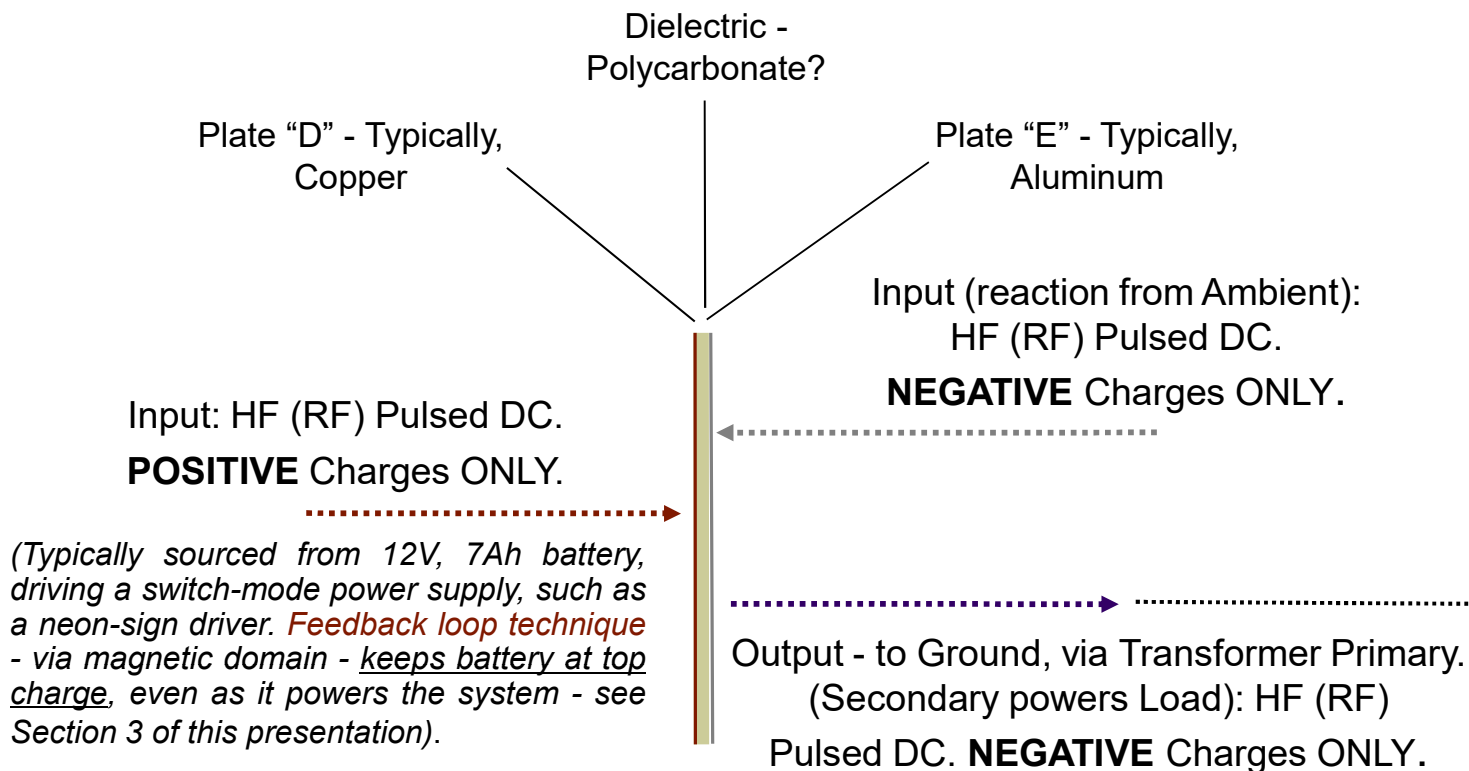 Dielectric -
Polycarbonate?
Plate “D” - Typically,
Copper
Plate “E” - Typically,
Aluminum
Input (reaction from Ambient):
HF (RF) Pulsed DC.
NEGATIVE Charges ONLY.
Input: HF (RF) Pulsed DC.
POSITIVE Charges ONLY.
(Typically sourced from 12V, 7Ah battery,
driving a switch-mode power supply, such as
a neon-sign driver. Feedback loop technique
- via magnetic domain - keeps battery at top
charge, even as it powers the system - see
Section 3 of this presentation).
Output - to Ground, via Transformer Primary.
(Secondary powers Load): HF (RF)
Pulsed DC. NEGATIVE Charges ONLY.